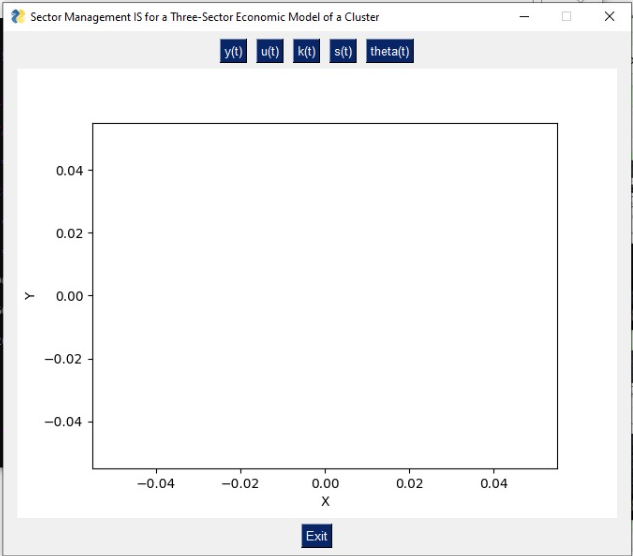 Sector Management IS for a Three-Sector Economic Model of a Cluster
y(t) u(t) k(t) s(t) theta(t)
0.04
0.02
0.00
−0.02
−0.04
Y
−0.04 −0.02 0.00 0.02 0.04
X
Exit